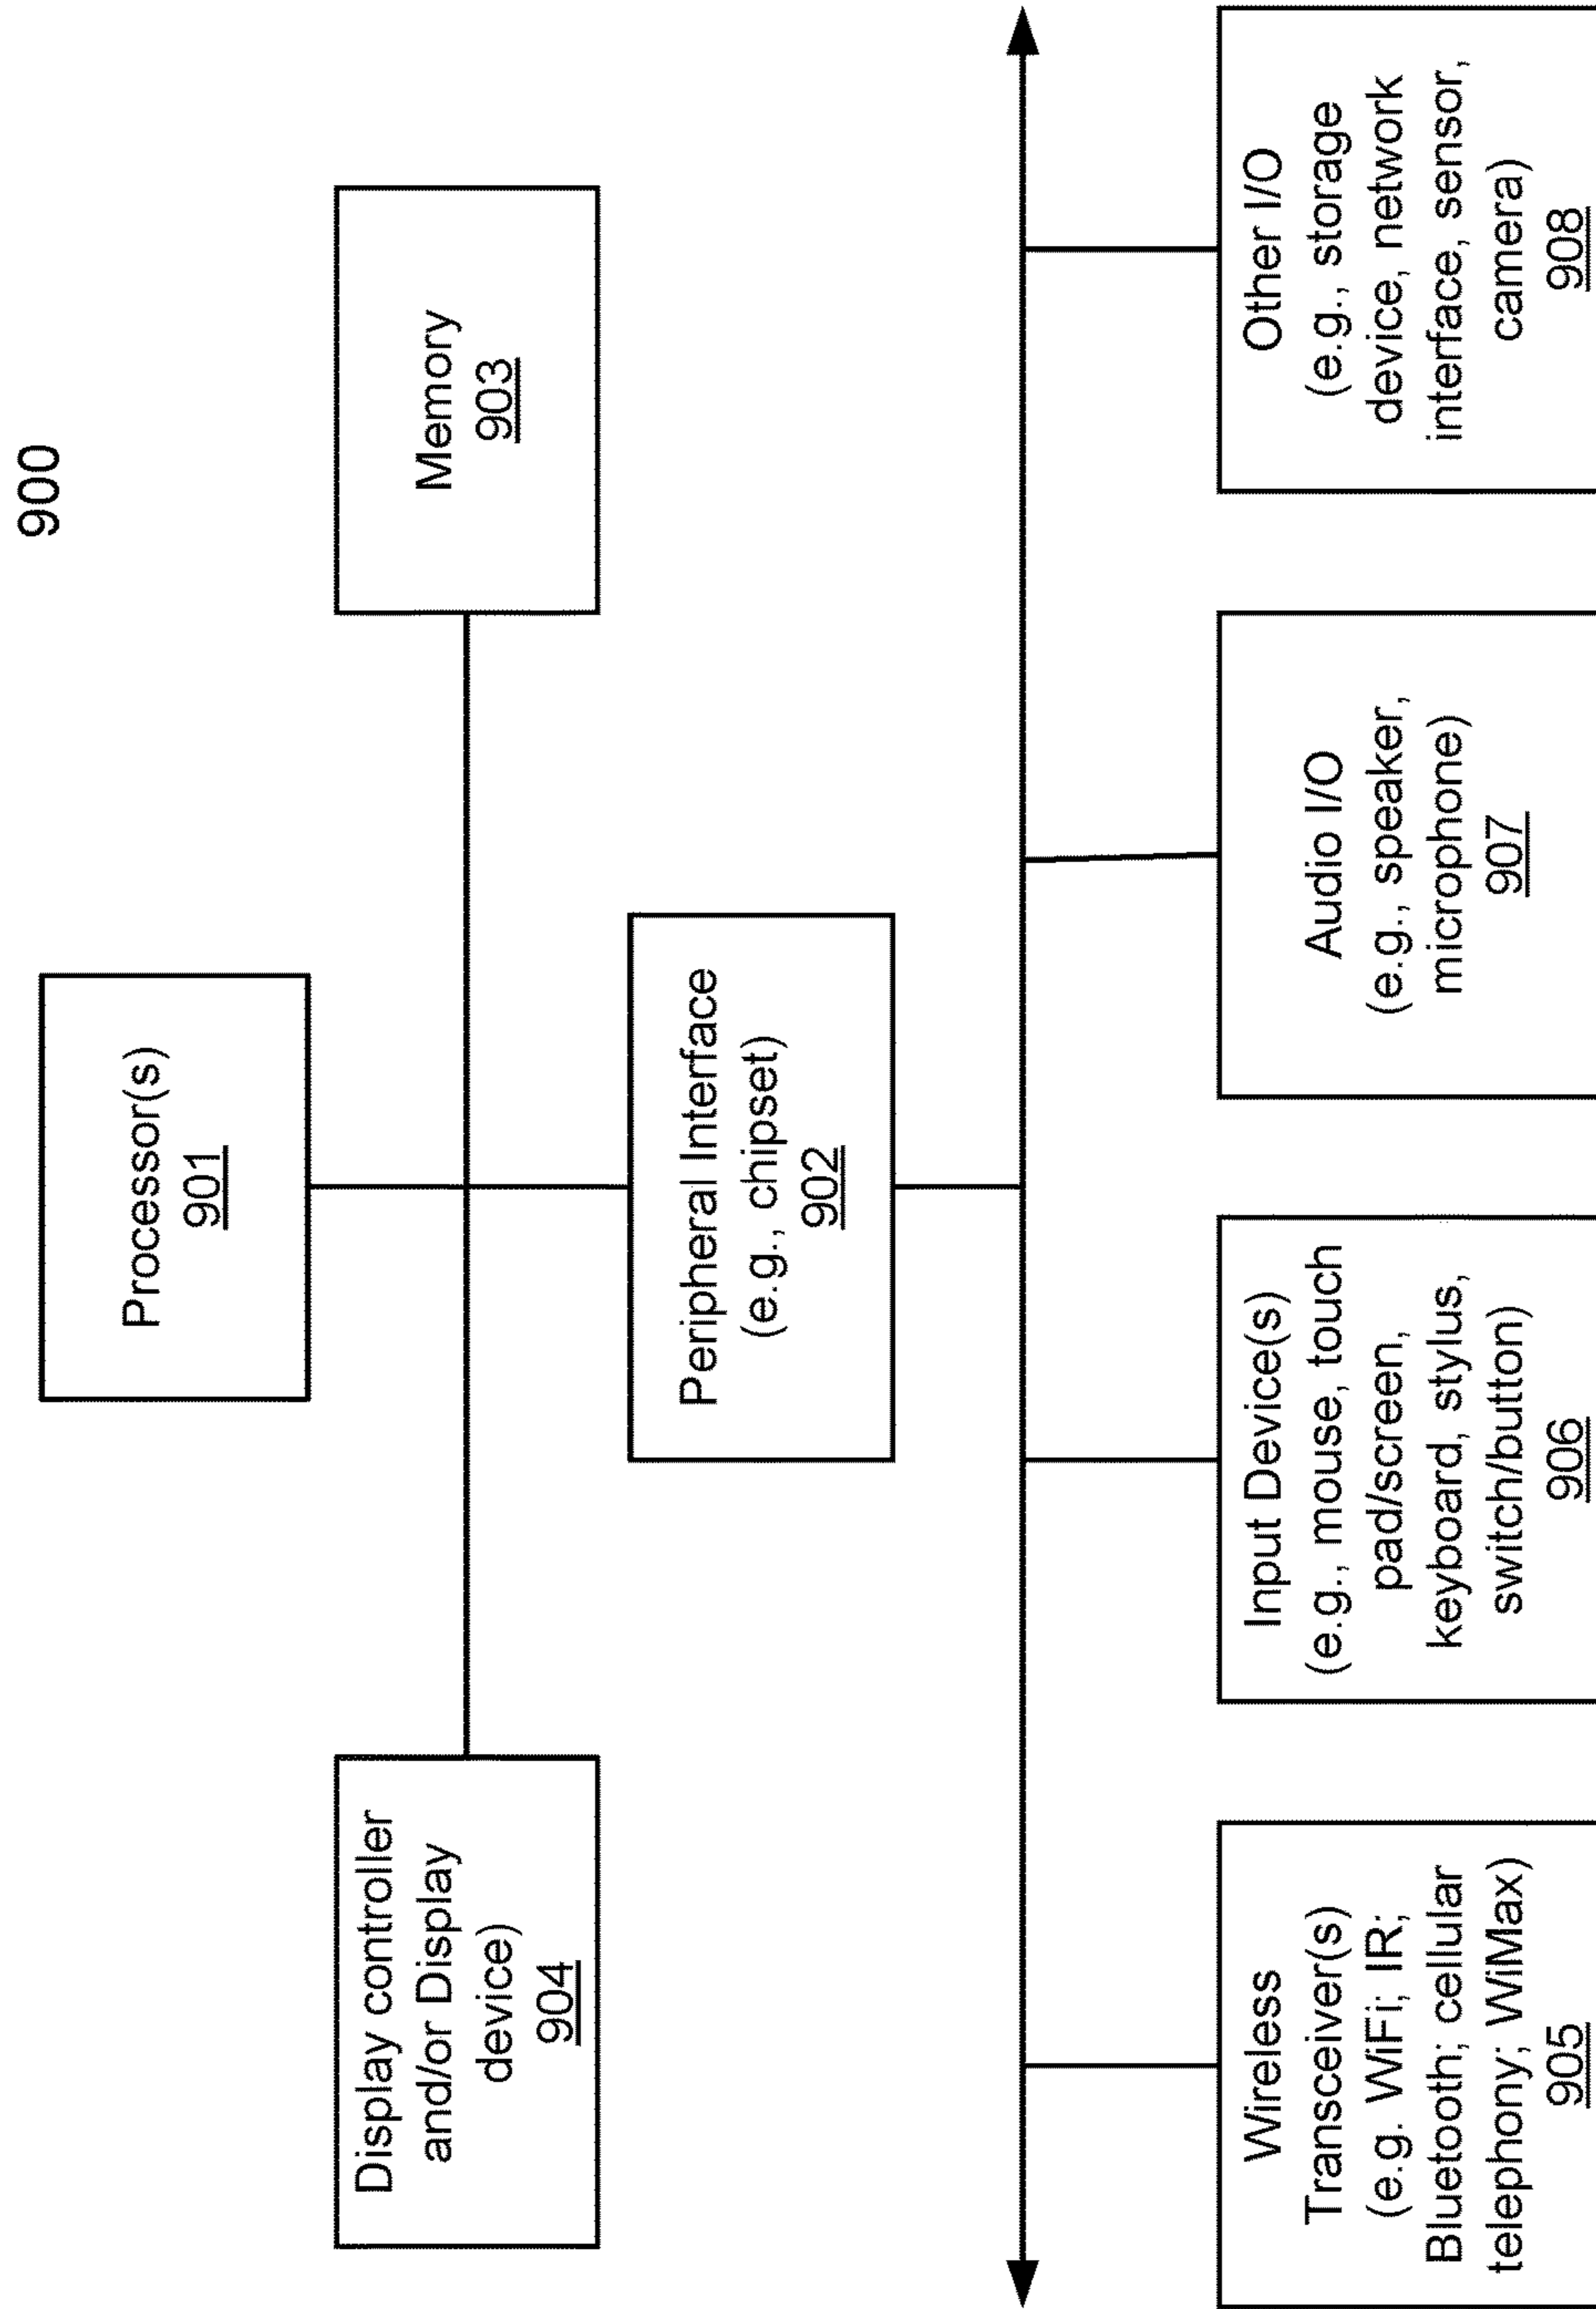 900
Processor(s)
901
Display controller
and/or Display
device)
904
Memory
903
Peripheral Interface
(e.g., chipset)
902
Wireless
Transceiver(s)
(e.g. WiFi; IR;
Bluetooth; cellular
telephony; WiMax)
905
Input Device(s)
(e.g., mouse, touch
pad/screen,
keyboard, stylus,
switch/button)
906
Audio I/O
(e.g., speaker,
microphone)
907
Other I/O
(e.g., storage
device, network
interface, sensor,
camera)
908